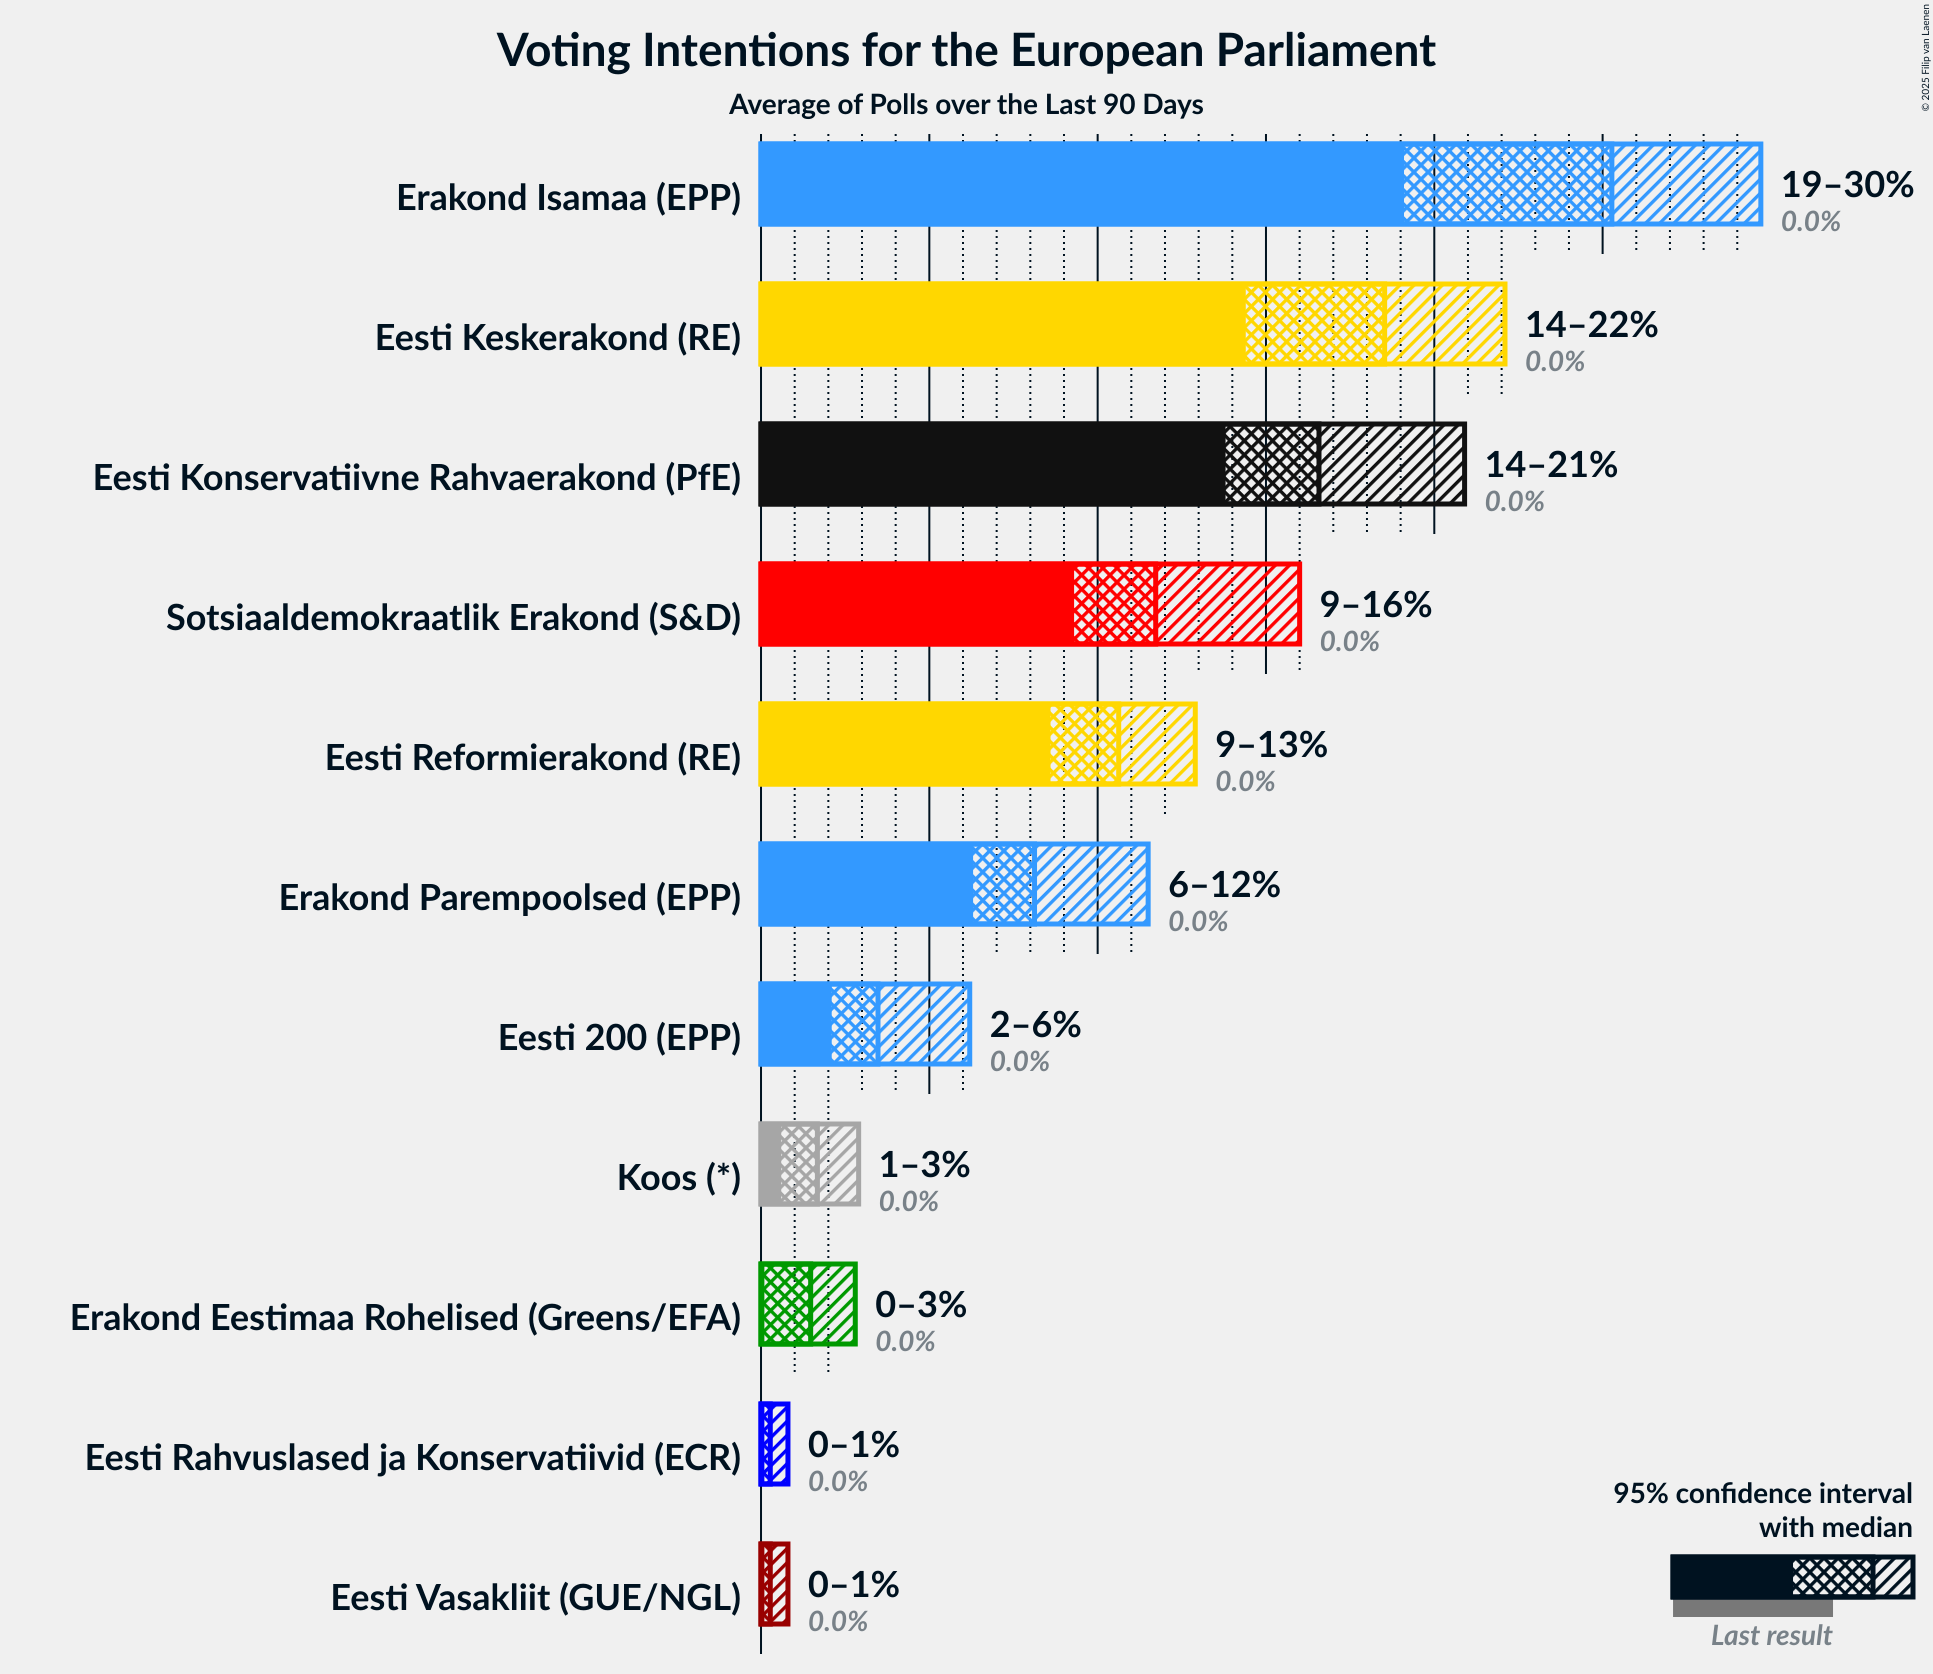 Voting Intentions for the European Parliament
Average of Polls over the Last 90 Days
© 2025 Filip van Laenen
Erakond Isamaa (EPP)
19–30%
0.0%
Eesti Keskerakond (RE)
14–22%
0.0%
Eesti Konservatiivne Rahvaerakond (PfE)
14–21%
0.0%
Sotsiaaldemokraatlik Erakond (S&D)
9–16%
0.0%
Eesti Reformierakond (RE)
9–13%
0.0%
Erakond Parempoolsed (EPP)
6–12%
0.0%
Eesti 200 (EPP)
2–6%
0.0%
Koos (*)
1–3%
0.0%
Erakond Eestimaa Rohelised (Greens/EFA)
0–3%
0.0%
Eesti Rahvuslased ja Konservatiivid (ECR)
0–1%
0.0%
Eesti Vasakliit (GUE/NGL)
0–1%
0.0%
95% confidence interval
with median
Last result